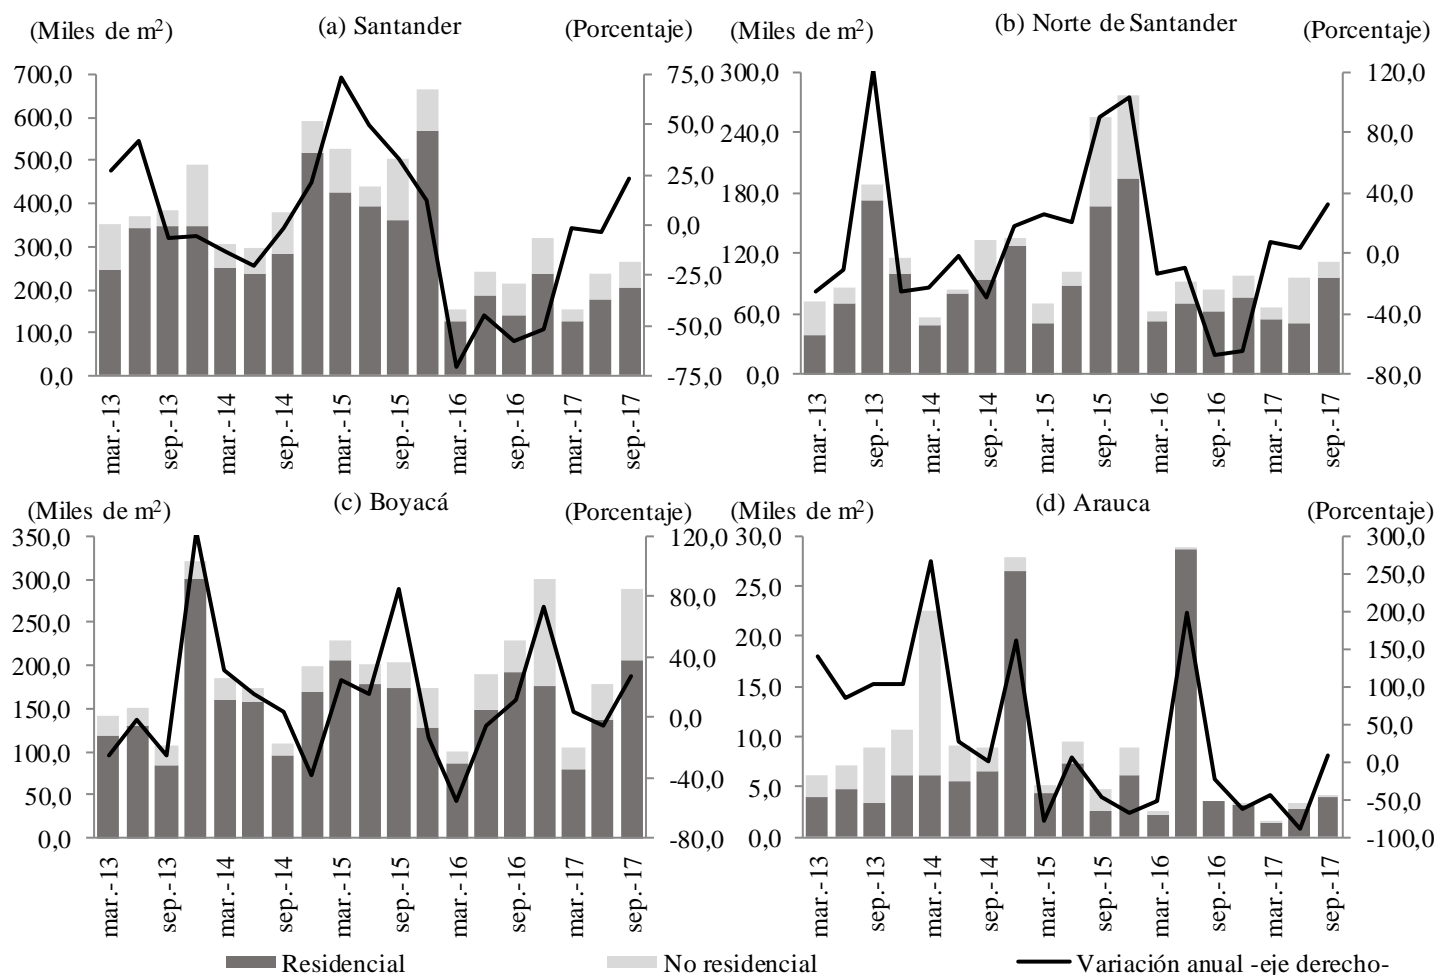 (a) Santander
(Miles de m²) (Porcentaje)
700,0 75,0
600,0 50,0
500,0 25,0
400,0 0,0
300,0 -25,0
200,0 -50,0
100,0 -75,0
0,0
mar.-13 sep.-13 mar.-14 sep.-14 mar.-15 sep.-15 mar.-16 sep.-16 mar.-17 sep.-17
(b) Norte de Santander
(Miles de m²) (Porcentaje)
300,0 120,0
240,0 80,0
180,0 40,0
120,0 0,0
60,0 -40,0
0,0 -80,0
mar.-13 sep.-13 mar.-14 sep.-14 mar.-15 sep.-15 mar.-16 sep.-16 mar.-17 sep.-17
(c) Boyacá
(Miles de m²) (Porcentaje)
350,0 120,0
300,0 80,0
250,0 40,0
200,0 0,0
150,0 -40,0
100,0 -80,0
50,0
0,0
mar.-13 sep.-13 mar.-14 sep.-14 mar.-15 sep.-15 mar.-16 sep.-16 mar.-17 sep.-17
(d) Arauca
(Miles de m²) (Porcentaje)
30,0 300,0
25,0 250,0
20,0 200,0
15,0 150,0
10,0 100,0
5,0 50,0
0,0 0,0
-50,0
-100,0
mar.-13 sep.-13 mar.-14 sep.-14 mar.-15 sep.-15 mar.-16 sep.-16 mar.-17 sep.-17
Residencial No residencial Variación anual -eje derecho-